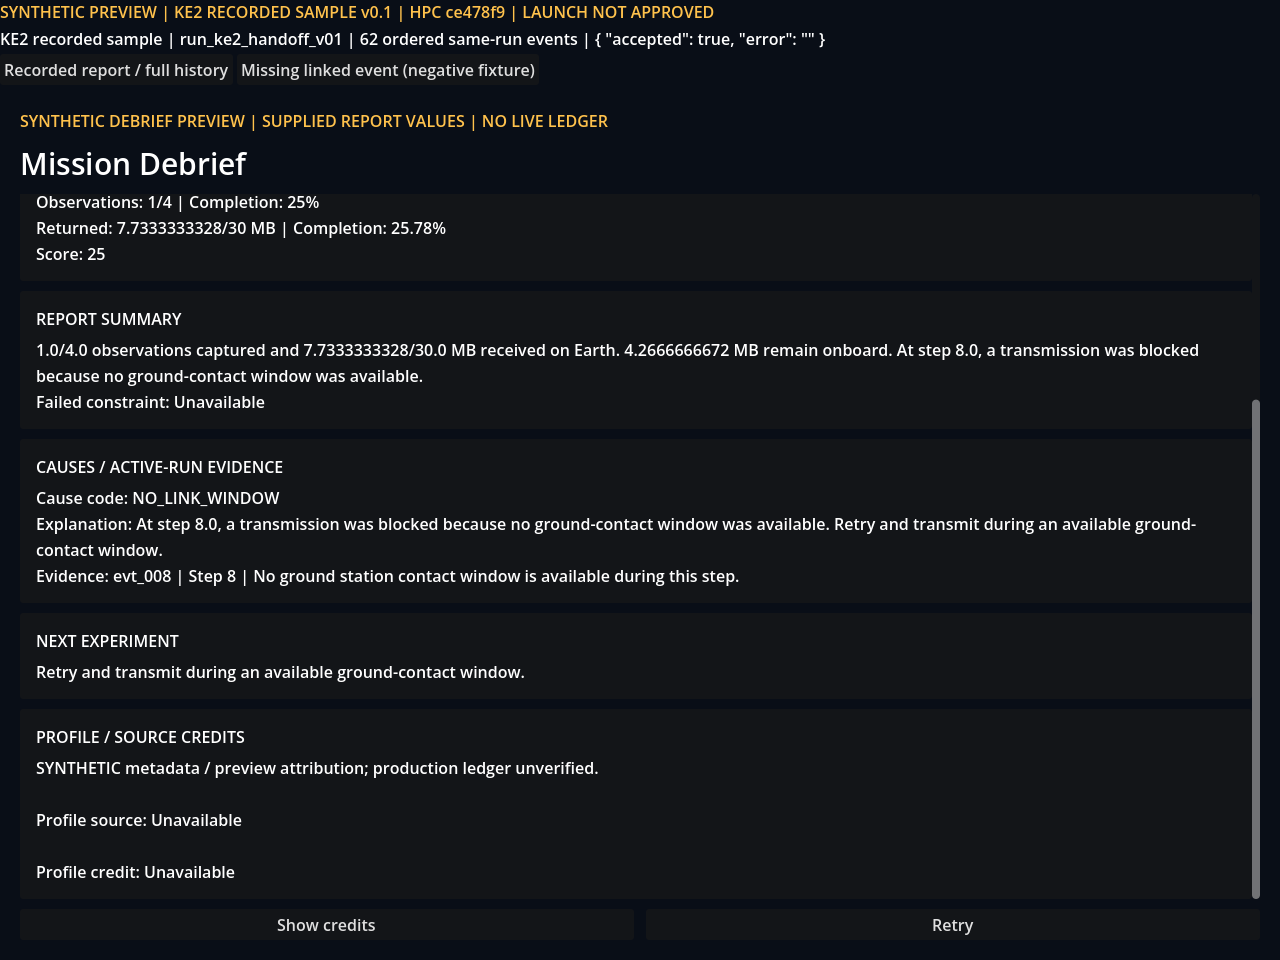 SYNTHETIC PREVIEW | KE2 RECORDED SAMPLE v0.1 | HPC ce478f9 | LAUNCH NOT APPROVED
KE2 recorded sample | run_ke2_handoff_v01 | 62 ordered same-run events | { "accepted": true, "error": "" }
Recorded report / full history
Missing linked event (negative fixture)
SYNTHETIC DEBRIEF PREVIEW | SUPPLIED REPORT VALUES | NO LIVE LEDGER
Mission Debrief
Observations: 1/4 | Completion: 25%
Returned: 7.7333333328/30 MB | Completion: 25.78%
Score: 25
REPORT SUMMARY
1.0/4.0 observations captured and 7.7333333328/30.0 MB received on Earth. 4.2666666672 MB remain onboard. At step 8.0, a transmission was blocked
because no ground-contact window was available.
Failed constraint: Unavailable
CAUSES / ACTIVE-RUN EVIDENCE
Cause code: NO_LINK_WINDOW
Explanation: At step 8.0, a transmission was blocked because no ground-contact window was available. Retry and transmit during an available ground-
contact window.
Evidence: evt_008 | Step 8 | No ground station contact window is available during this step.
NEXT EXPERIMENT
Retry and transmit during an available ground-contact window.
PROFILE / SOURCE CREDITS
SYNTHETIC metadata / preview attribution; production ledger unverified.
Profile source: Unavailable
Profile credit: Unavailable
Show credits
Retry